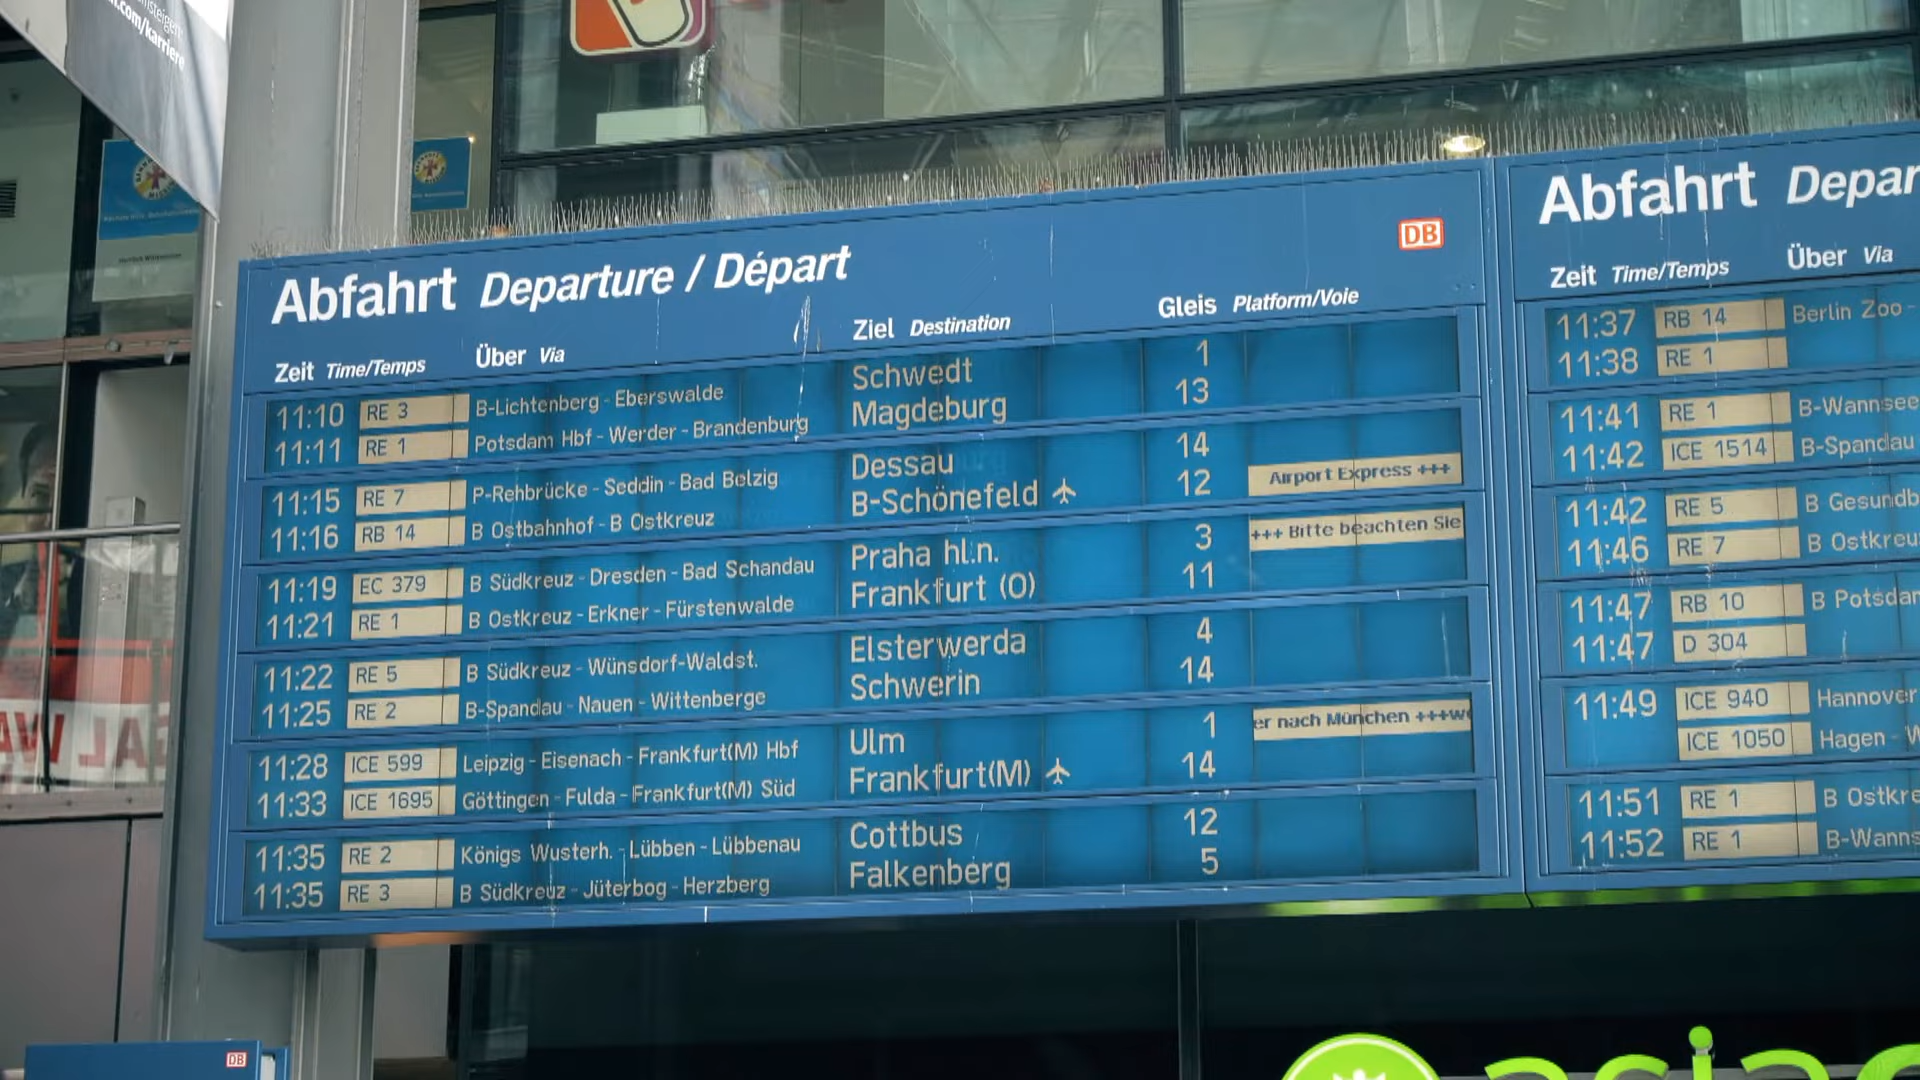 .com/karriere
Abfahrt Departure / Départ
DB
Zeit Time/Temps Über Via Ziel Destination Gleis Platform/Voie
11:10 RE 3 B-Lichtenberg - Eberswalde Schwedt 1
11:11 RE 1 Potsdam Hbf - Werder - Brandenburg Magdeburg 13
11:15 RE 7 P-Rehbrücke - Seddin - Bad Belzig Dessau 14
11:16 RB 14 B Ostbahnhof - B Ostkreuz B-Schönefeld 12 Airport Express +++
11:19 EC 379 B Südkreuz - Dresden - Bad Schandau Praha hl.n. 3 +++ Bitte beachten Sie
11:21 RE 1 B Ostkreuz - Erkner - Fürstenwalde Frankfurt (O) 11
11:22 RE 5 B Südkreuz - Wünsdorf-Waldst. Elsterwerda 4
11:25 RE 2 B-Spandau - Nauen - Wittenberge Schwerin 14
11:28 ICE 599 Leipzig - Eisenach - Frankfurt(M) Hbf Ulm 1 er nach München +++we
11:33 ICE 1695 Göttingen - Fulda - Frankfurt(M) Süd Frankfurt(M) 14
11:35 RE 2 Königs Wusterh. - Lübben - Lübbenau Cottbus 12
11:35 RE 3 B Südkreuz - Jüterbog - Herzberg Falkenberg 5
Abfahrt Depar
Zeit Time/Temps Über Via
11:37 RB 14 Berlin Zoo -
11:38 RE 1
11:41 RE 1 B-Wannsee
11:42 ICE 1514 B-Spandau
11:42 RE 5 B Gesundb
11:46 RE 7 B Ostkreu
11:47 RB 10 B Potsda
11:47 D 304
11:49 ICE 940 Hannover
ICE 1050 Hagen - W
11:51 RE 1 B Ostkre
11:52 RE 1 B-Wanns
DB
asia